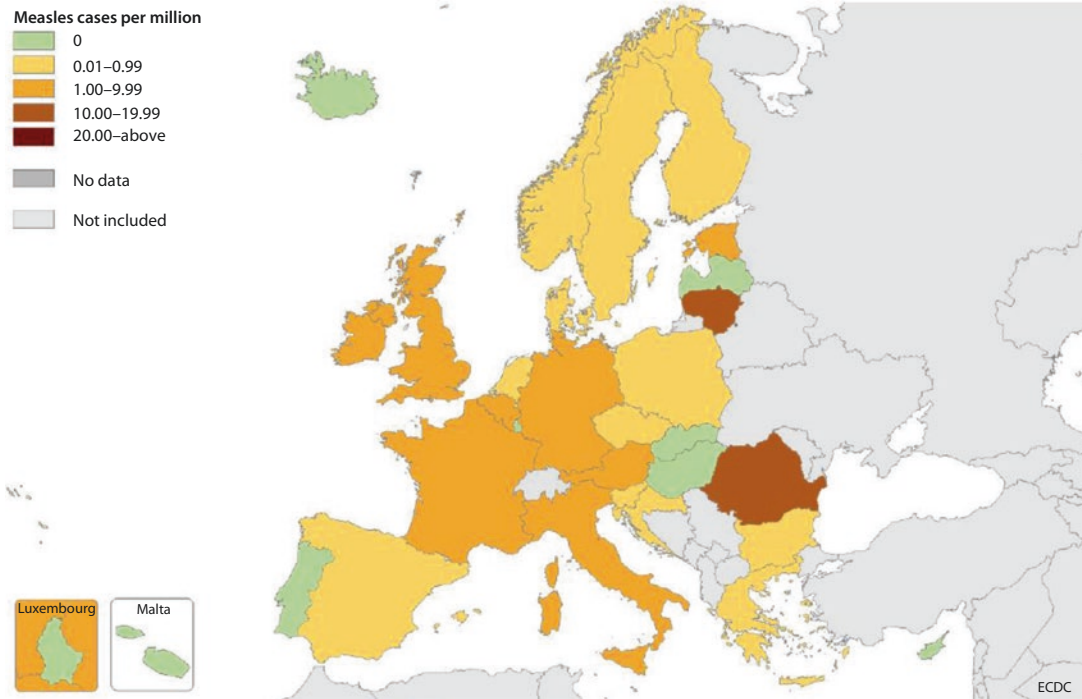 Measles cases per million
0
0.01–0.99
1.00–9.99
10.00–19.99
20.00–above
No data
Not included
Luxembourg
Malta
ECDC